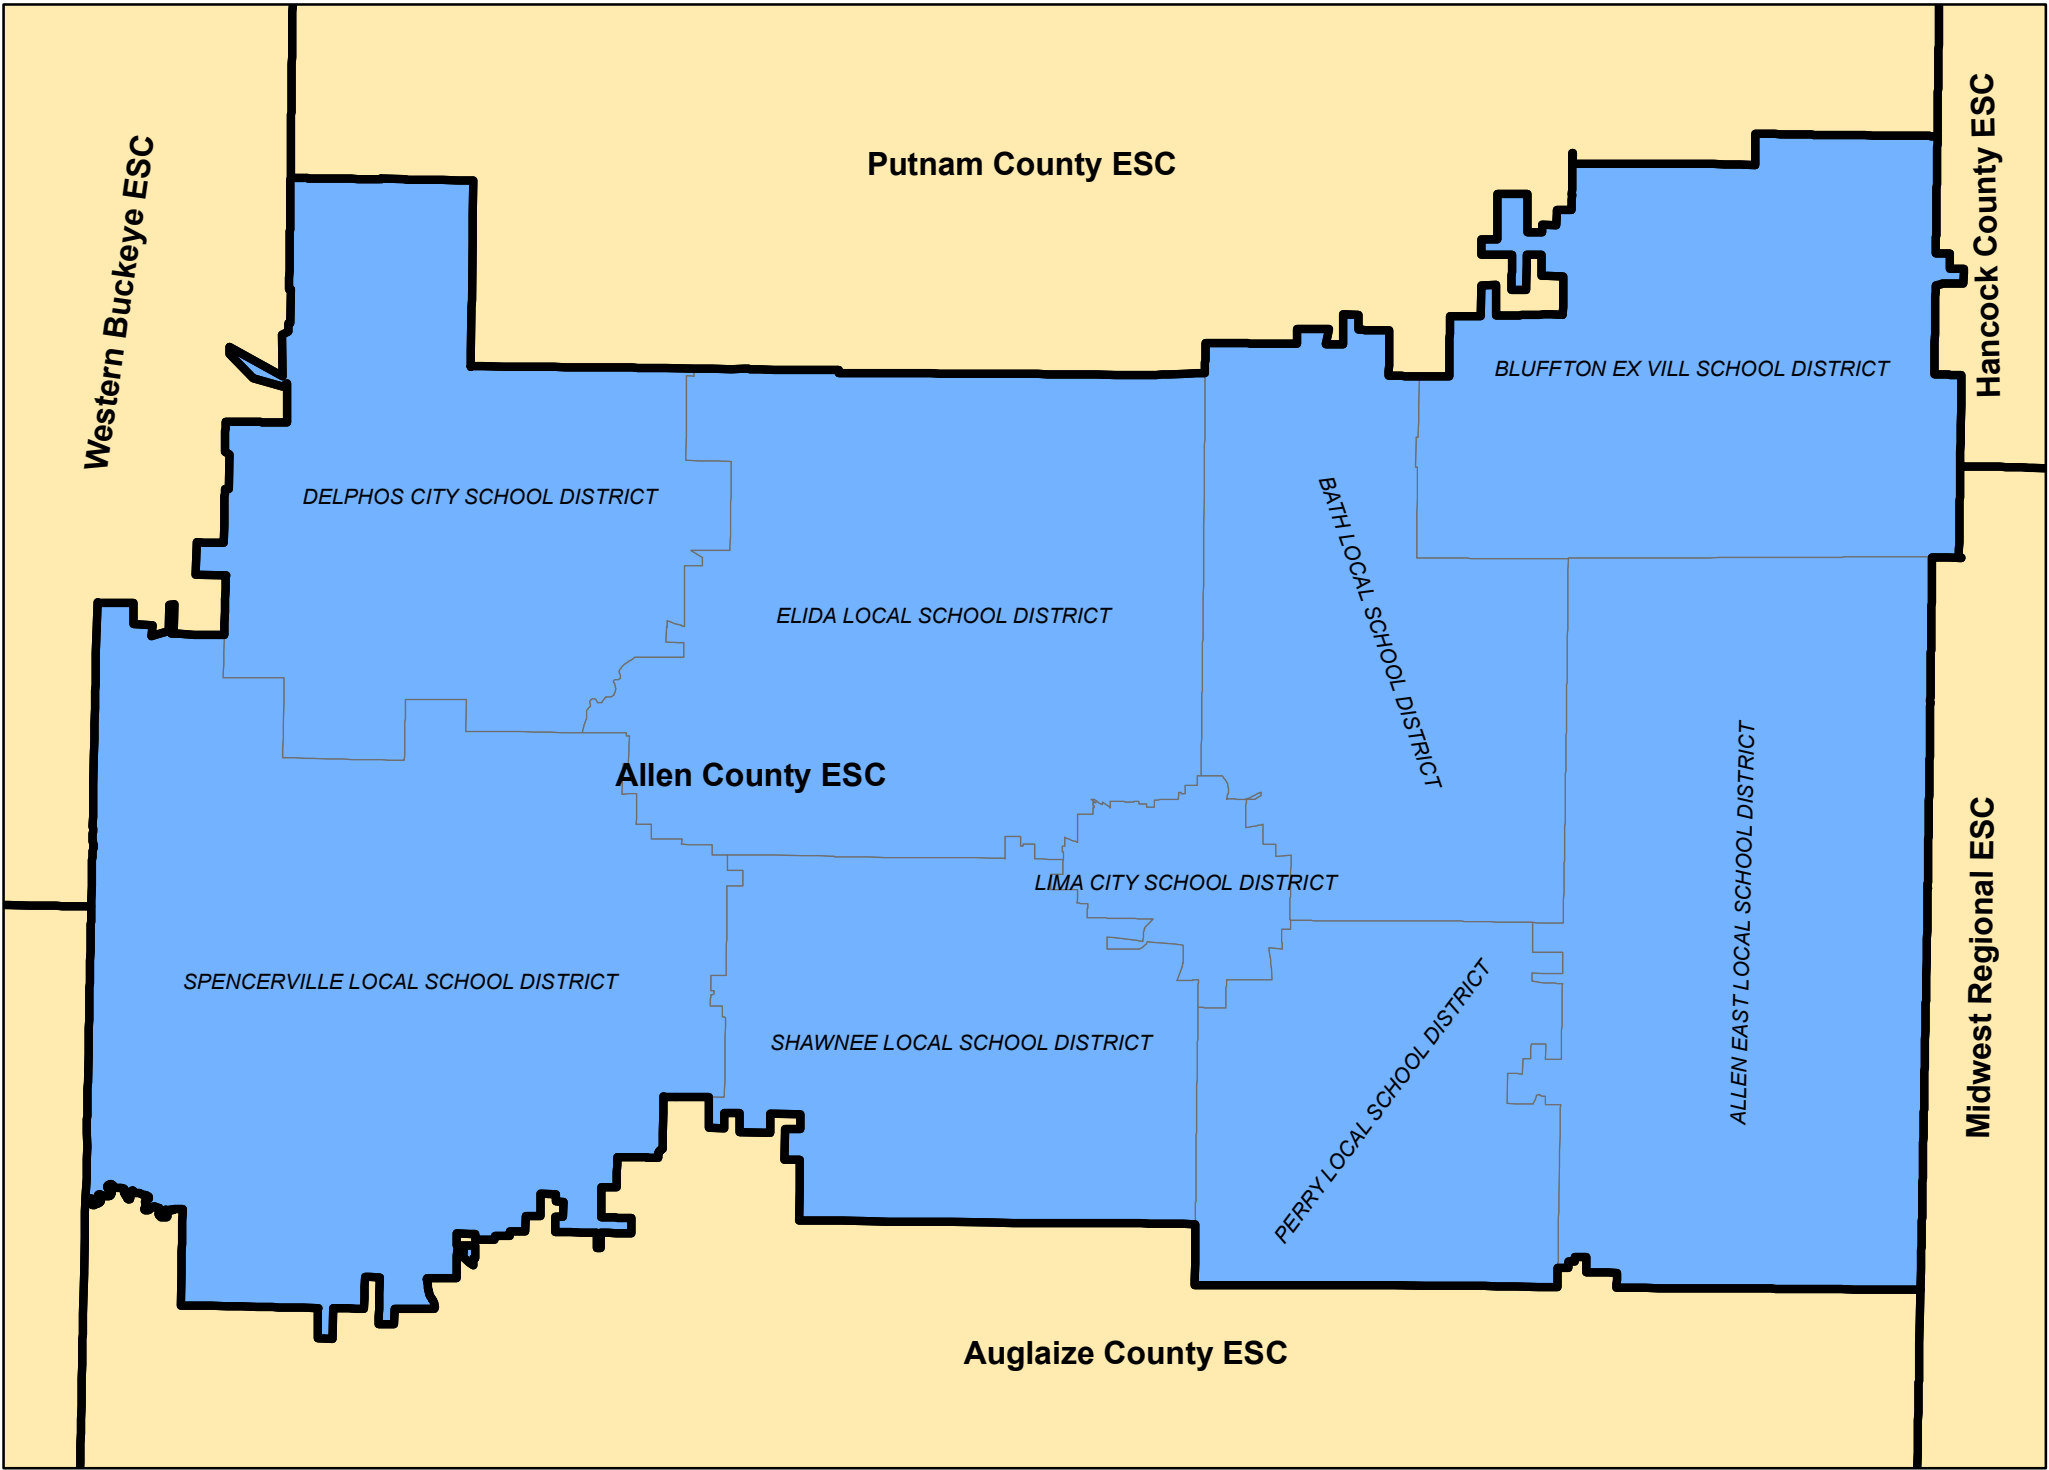 Putnam County ESC
Hancock County ESC
Western Buckeye ESC
BLUFFTON EX VILL SCHOOL DISTRICT
DELPHOS CITY SCHOOL DISTRICT
BATH LOCAL SCHOOL DISTRICT
ELIDA LOCAL SCHOOL DISTRICT
Allen County ESC
LIMA CITY SCHOOL DISTRICT
ALLEN EAST LOCAL SCHOOL DISTRICT
Midwest Regional ESC
SPENCERVILLE LOCAL SCHOOL DISTRICT
SHAWNEE LOCAL SCHOOL DISTRICT
PERRY LOCAL SCHOOL DISTRICT
Auglaize County ESC